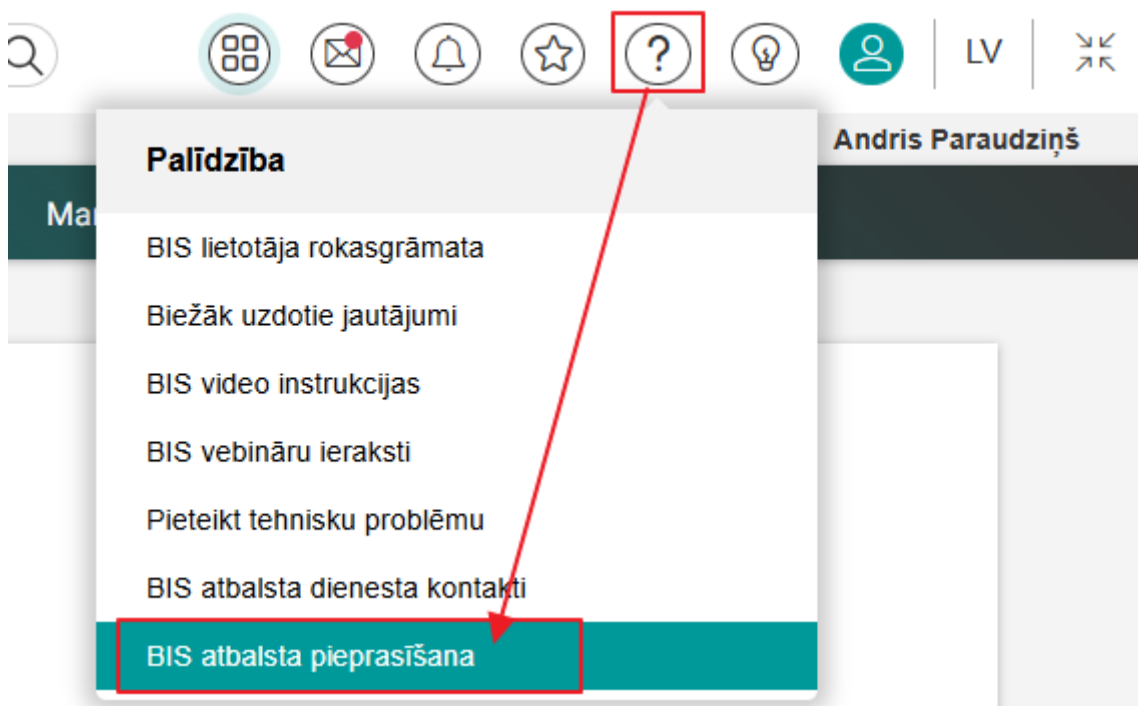 ?
LV
Andris Paraudziņš
Palīdzība
BIS lietotāja rokasgrāmata
Biežāk uzdotie jautājumi
BIS video instrukcijas
BIS vebināru ieraksti
Pieteikt tehnisku problēmu
BIS atbalsta dienesta kontakti
BIS atbalsta pieprasīšana